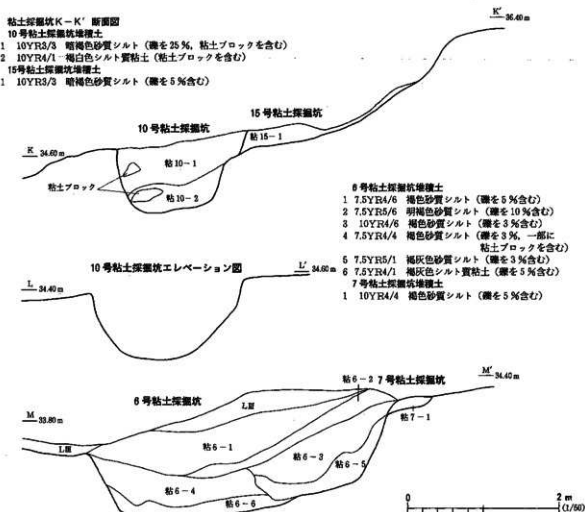 粘土採掘坑K－K′断面図
10号粘土採掘坑堆積土
1　10YR3/3　暗褐色砂質シルト（礫を25％，粘土ブロックを含む）
2　10YR4/1　褐白色シルト質粘土（粘土ブロックを含む）
15号粘土採掘坑堆積土
1　10YR3/3　暗褐色砂質シルト（礫を5％含む）
K′ 36.40m
10号粘土採掘坑
15号粘土採掘坑
K 34.60m
粘15－1
粘10－1
粘土ブロック
粘10－2
6号粘土採掘坑堆積土
1　7.5YR4/6　褐色砂質シルト（礫を5％含む）
2　7.5YR5/6　明褐色砂質シルト（礫を10％含む）
3　10YR4/6　褐色砂質シルト（礫を3％含む）
4　7.5YR4/4　褐色砂質シルト（礫を3％，一部に
粘土ブロックを含む）
5　7.5YR5/1　褐灰色砂質シルト（礫を3％含む）
6　7.5YR4/1　褐灰色シルト質粘土（礫を5％含む）
7号粘土採掘坑堆積土
1　10YR4/4　褐色砂質シルト（礫を5％含む）
10号粘土採掘坑エレベーション図
L 34.40m
L′ 34.60m
6号粘土採掘坑
粘6－2
7号粘土採掘坑
M′ 34.40m
M 33.80m
LⅢ
LⅢ
粘7－1
粘6－1
粘6－3
粘6－5
粘6－4
粘6－6
0
2m
(1/50)